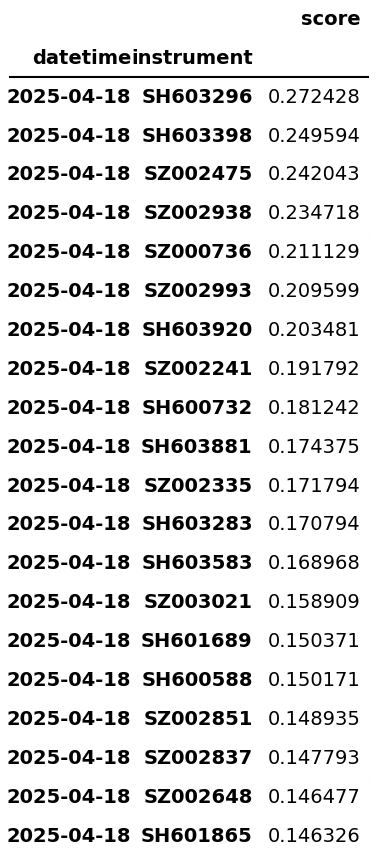 score
datetime instrument
2025-04-18 SH603296 0.272428
2025-04-18 SH603398 0.249594
2025-04-18 SZ002475 0.242043
2025-04-18 SZ002938 0.234718
2025-04-18 SZ000736 0.211129
2025-04-18 SZ002993 0.209599
2025-04-18 SH603920 0.203481
2025-04-18 SZ002241 0.191792
2025-04-18 SH600732 0.181242
2025-04-18 SH603881 0.174375
2025-04-18 SZ002335 0.171794
2025-04-18 SH603283 0.170794
2025-04-18 SH603583 0.168968
2025-04-18 SZ003021 0.158909
2025-04-18 SH601689 0.150371
2025-04-18 SH600588 0.150171
2025-04-18 SZ002851 0.148935
2025-04-18 SZ002837 0.147793
2025-04-18 SZ002648 0.146477
2025-04-18 SH601865 0.146326